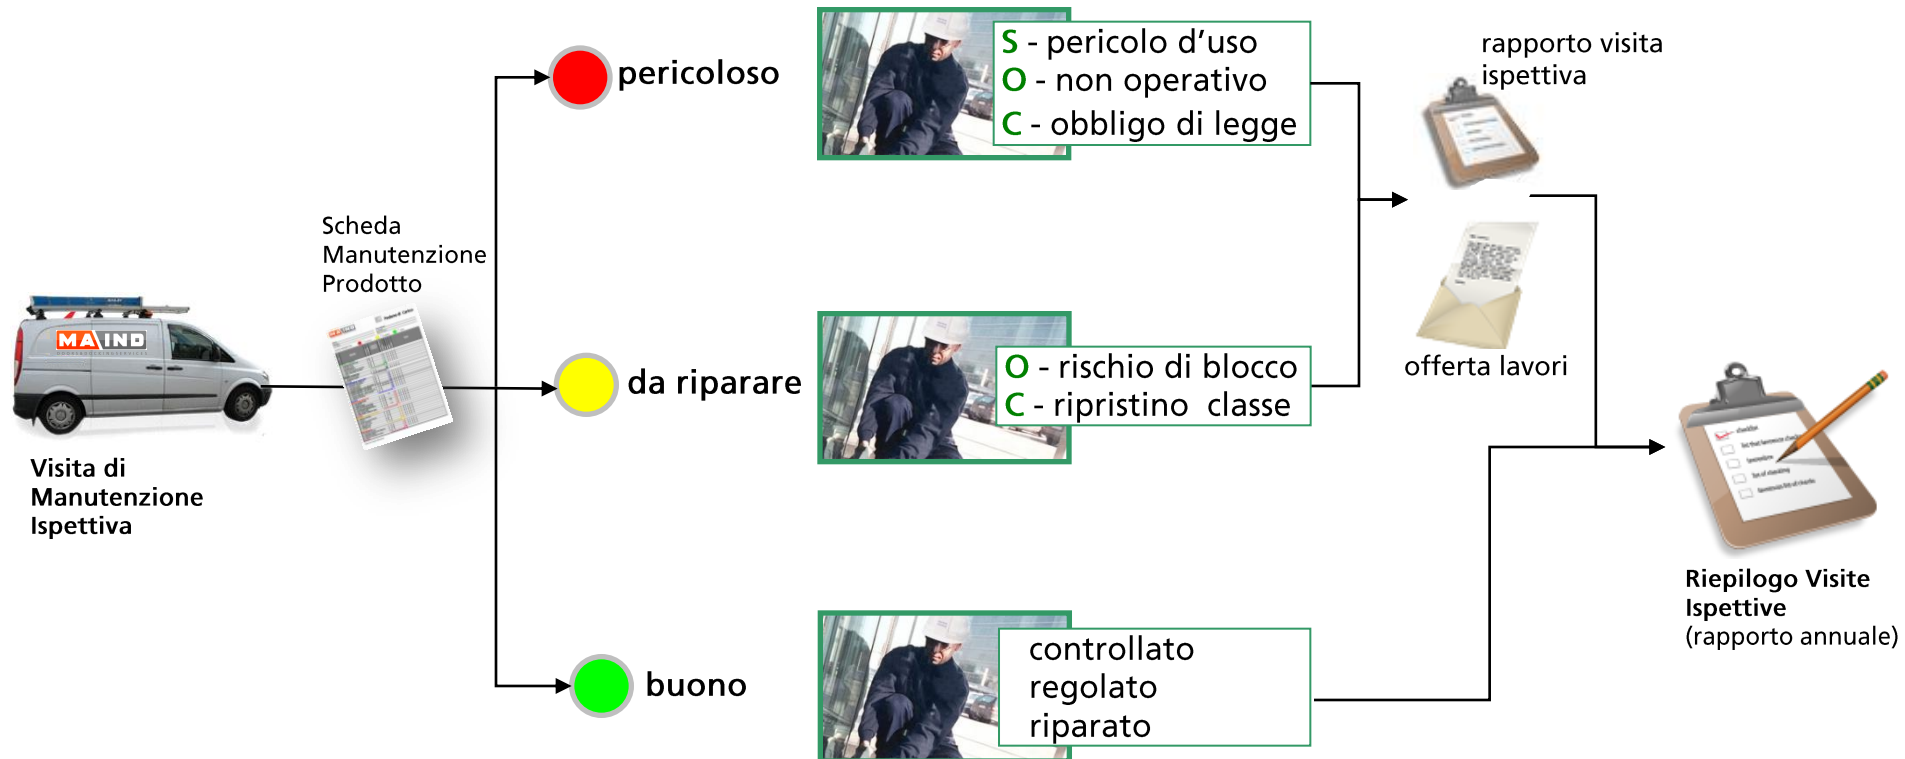 MAIND
Visita di
Manutenzione
Ispettiva
Scheda
Manutenzione
Prodotto
pericoloso
S - pericolo d’uso
O - non operativo
C - obbligo di legge
da riparare
O - rischio di blocco
C - ripristino classe
buono
controllato
regolato
riparato
rapporto visita
ispettiva
offerta lavori
checklist
Riepilogo Visite
Ispettive
(rapporto annuale)